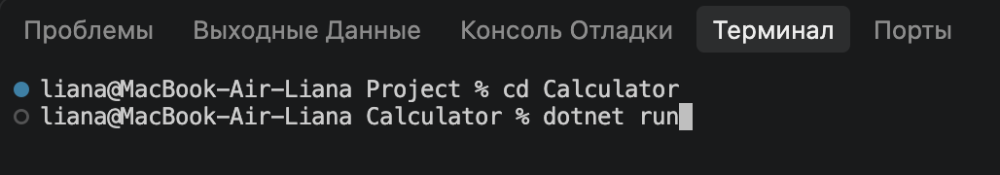 Проблемы Выходные Данные Консоль Отладки Терминал Порты
liana@MacBook-Air-Liana Project % cd Calculator
liana@MacBook-Air-Liana Calculator % dotnet run